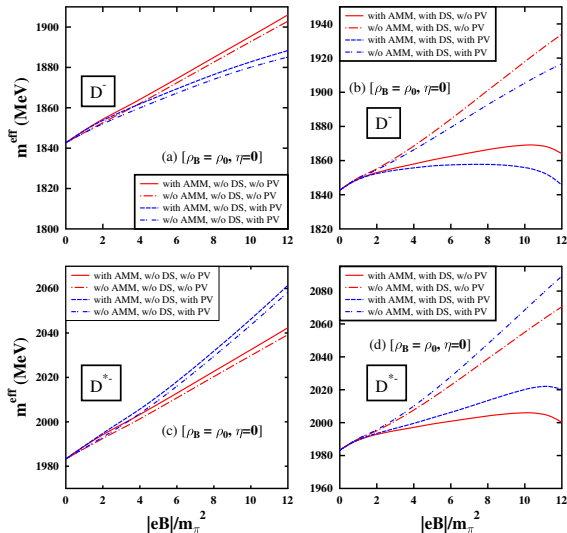 1900
1880
1860
1840
1820
1800
m^eff (MeV)
0 2 4 6 8 10 12
D^-
(a) [ρ_B = ρ_0, η=0]
with AMM, w/o DS, w/o PV
w/o AMM, w/o DS, w/o PV
with AMM, w/o DS, with PV
w/o AMM, w/o DS, with PV
with AMM, with DS, w/o PV
w/o AMM, with DS, w/o PV
with AMM, with DS, with PV
w/o AMM, with DS, with PV
1940
1920
1900
1880
1860
1840
1820
0 2 4 6 8 10 12
(b) [ρ_B = ρ_0, η=0]
D^-
with AMM, w/o DS, w/o PV
w/o AMM, w/o DS, w/o PV
with AMM, w/o DS, with PV
w/o AMM, w/o DS, with PV
2060
2040
2020
2000
1980
m^eff (MeV)
D^*-
(c) [ρ_B = ρ_0, η=0]
0 2 4 6 8 10 12
|eB|/m_π^2
with AMM, with DS, w/o PV
w/o AMM, with DS, w/o PV
with AMM, with DS, with PV
w/o AMM, with DS, with PV
2080
2060
2040
2020
2000
1980
1960
(d) [ρ_B = ρ_0, η=0]
D^*-
0 2 4 6 8 10 12
|eB|/m_π^2